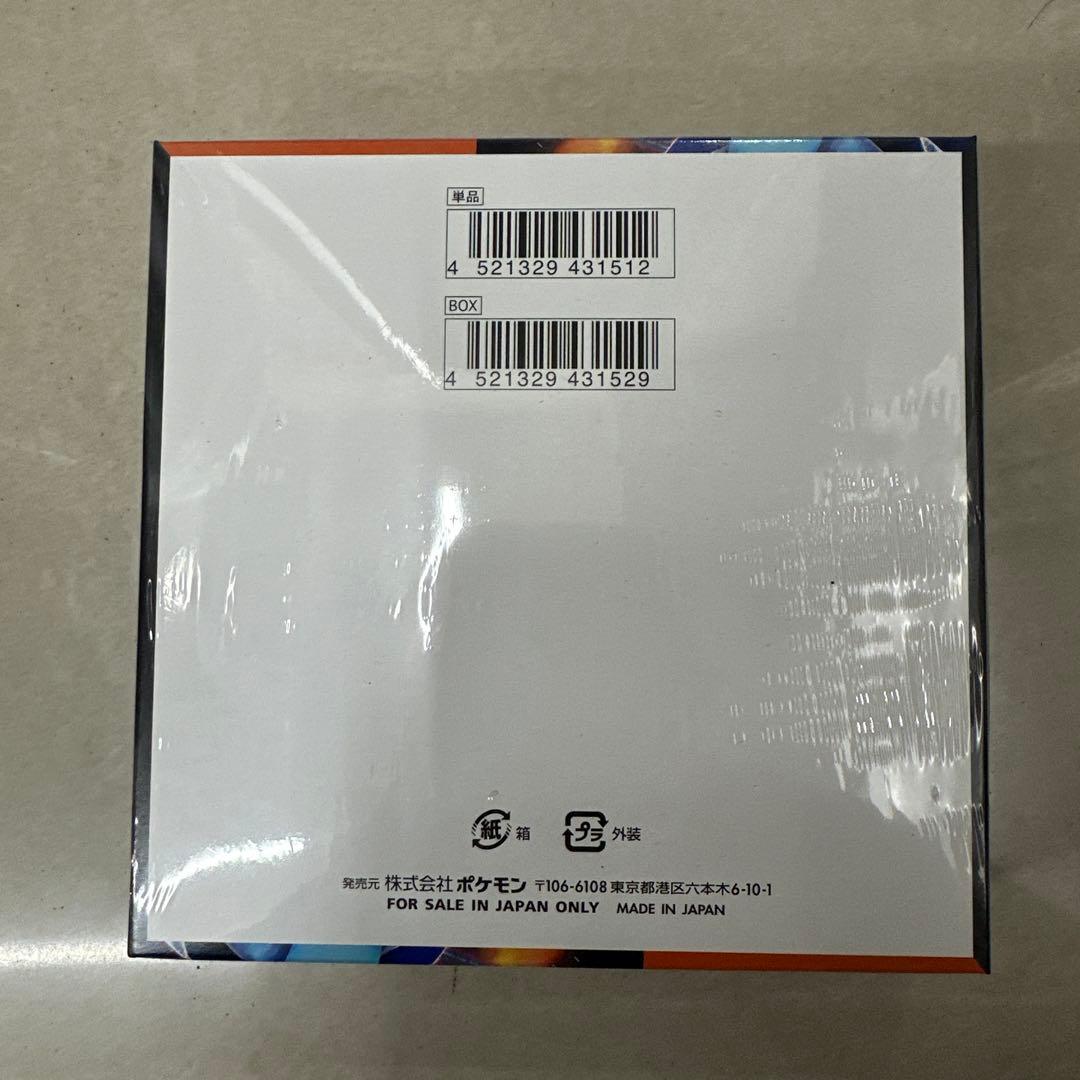 単品
4 521329 431512
BOX
4 521329 431529
紙 箱 プラ 外装
発売元 株式会社 ポケモン 〒106-6108 東京都港区六本木6-10-1
FOR SALE IN JAPAN ONLY MADE IN JAPAN